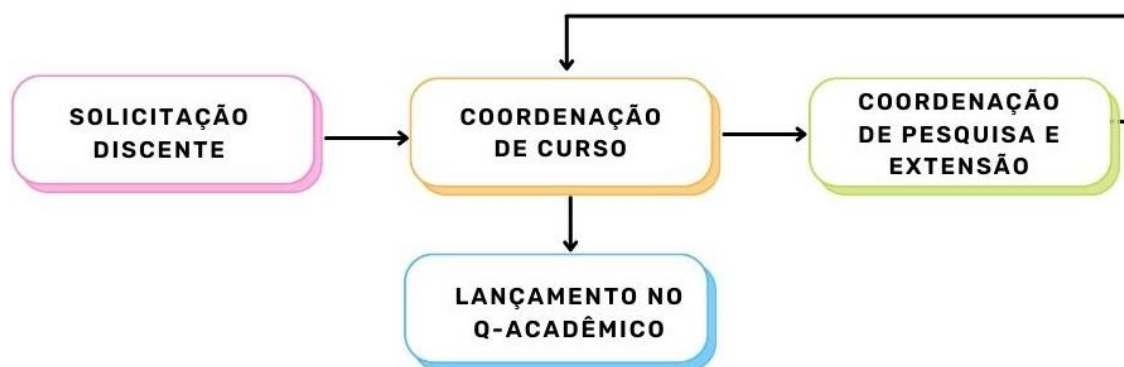 SOLICITAÇÃO
DISCENTE
COORDENAÇÃO
DE CURSO
COORDENAÇÃO
DE PESQUISA E
EXTENSÃO
LANÇAMENTO NO
Q-ACADÊMICO